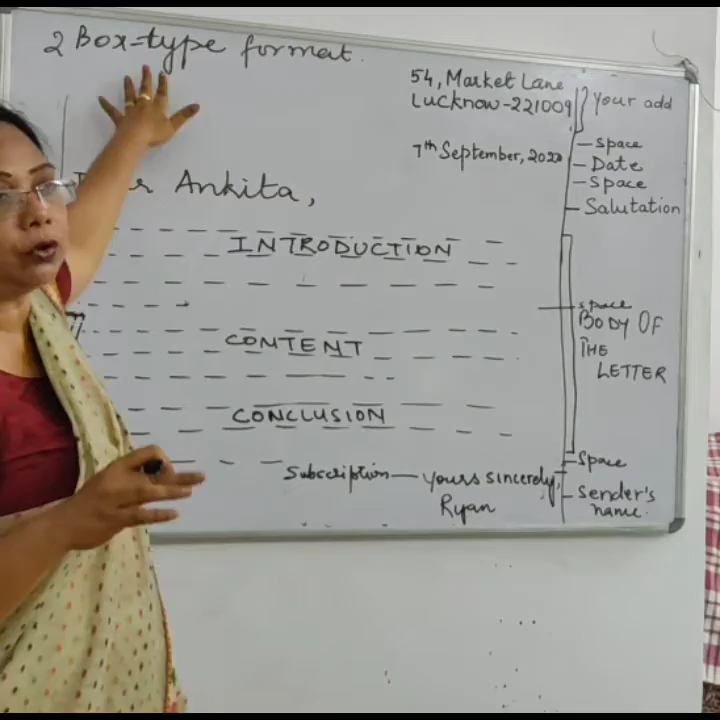 2 Box-type format.
54, Market Lane
Lucknow-221009
Your add
Space
7th September, 2022
Date
Space
Ankita,
Salutation
INTRODUCTION
space
BODY OF
THE
LETTER
CONTENT
CONCLUSION
Space
Subscription — Yours sincerely,
Ryan
Sender's
name.